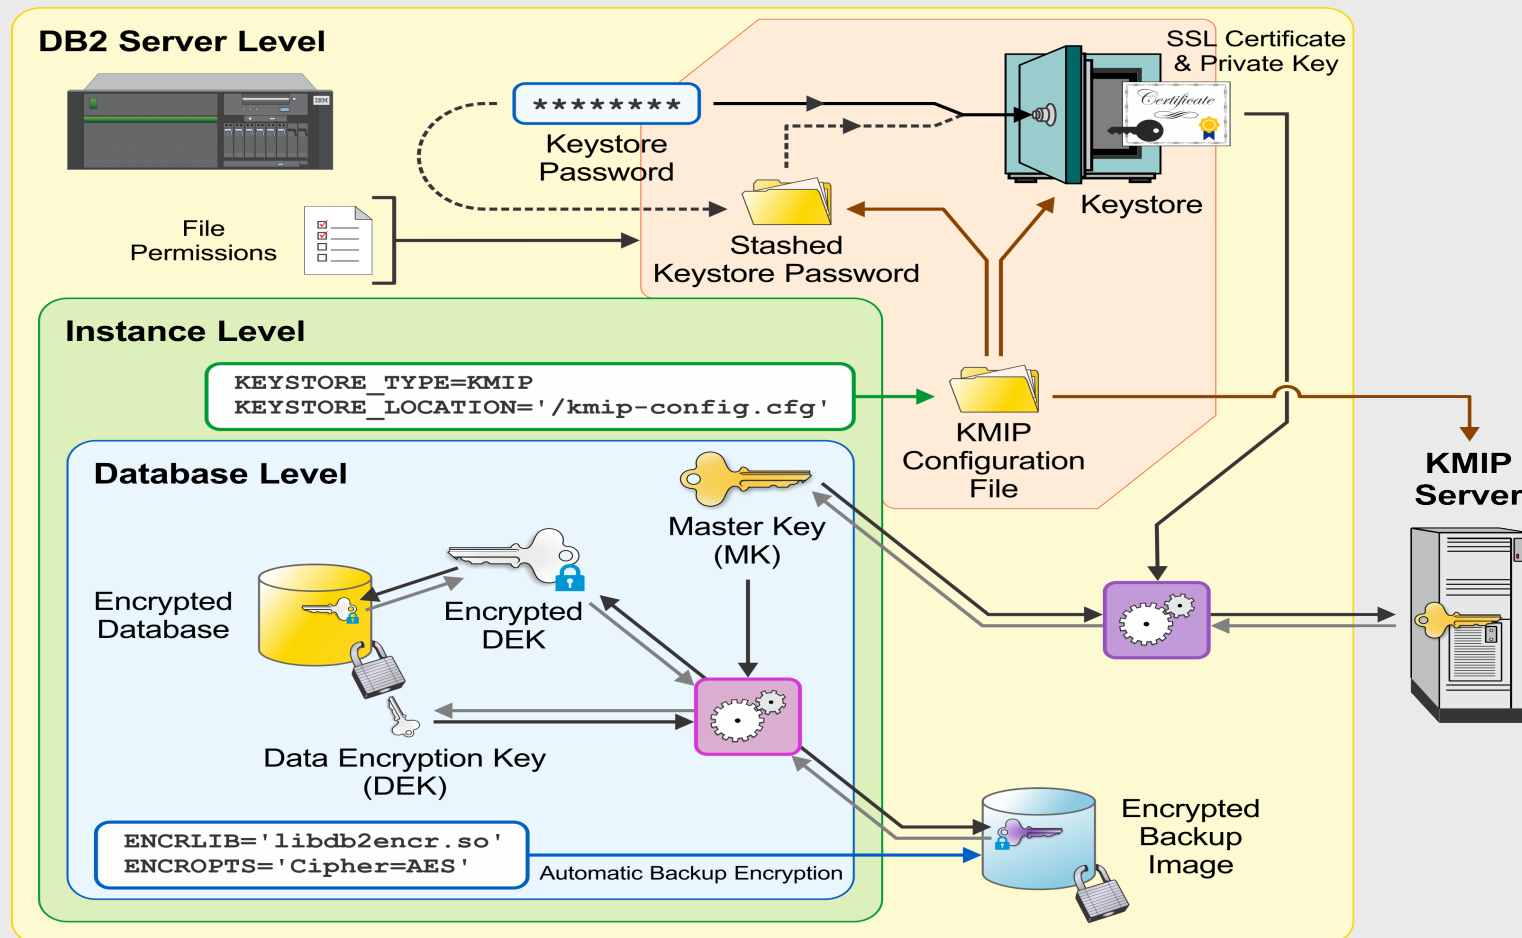 DB2 Server Level
IBM
********
Keystore
Password
SSL Certificate
& Private Key
Certificate
Keystore
File
Permissions
Stashed
Keystore Password
Instance Level
KEYSTORE_TYPE=KMIP
KEYSTORE_LOCATION='/kmip-config.cfg'
KMIP
Configuration
File
KMIP
Server
Database Level
Master Key
(MK)
Encrypted
DEK
Encrypted
Database
Data Encryption Key
(DEK)
ENCRLIB='libdb2encr.so'
ENCROPTS='Cipher=AES'
Automatic Backup Encryption
Encrypted
Backup
Image